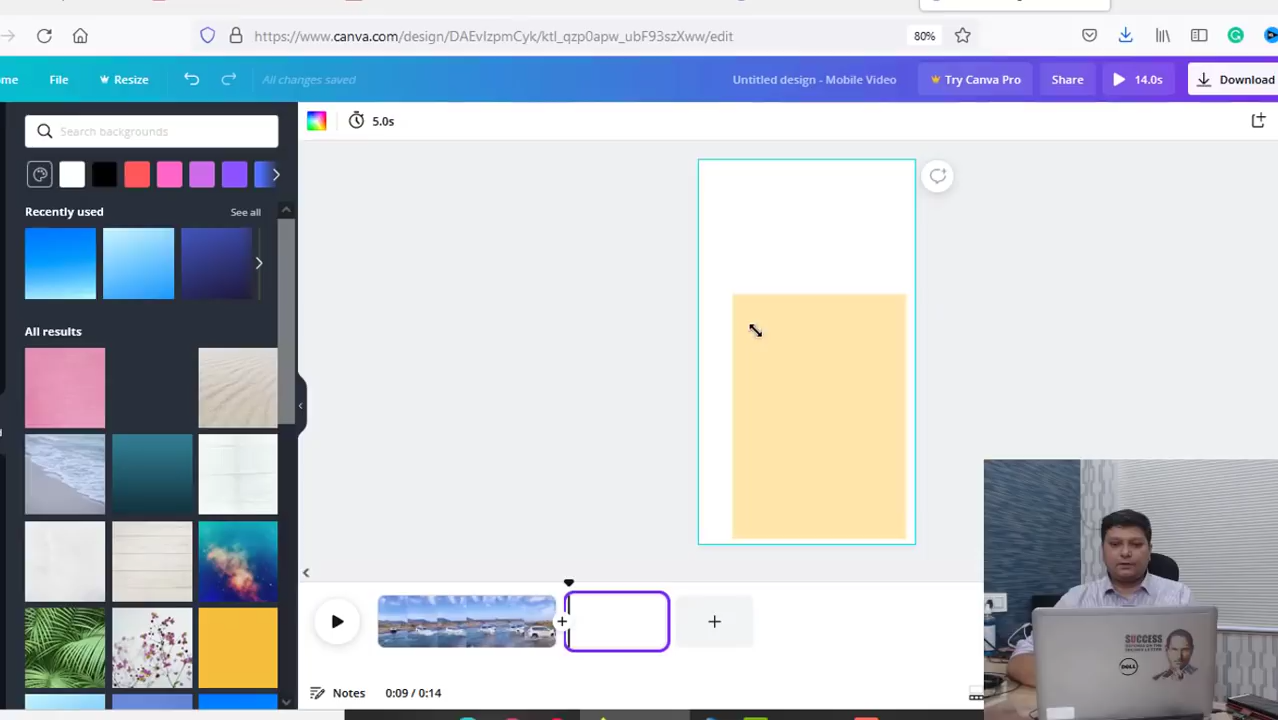 https://www.canva.com/design/DAEvIzpmCyk/ktl_qzp0apw_ubF93szXww/edit
80%
ome
File
Resize
All changes saved
Untitled design - Mobile Video
Try Canva Pro
Share
14.0s
Download
Search backgrounds
5.0s
Recently used
See all
All results
Notes
0:09 / 0:14
SUCCESS
DELL